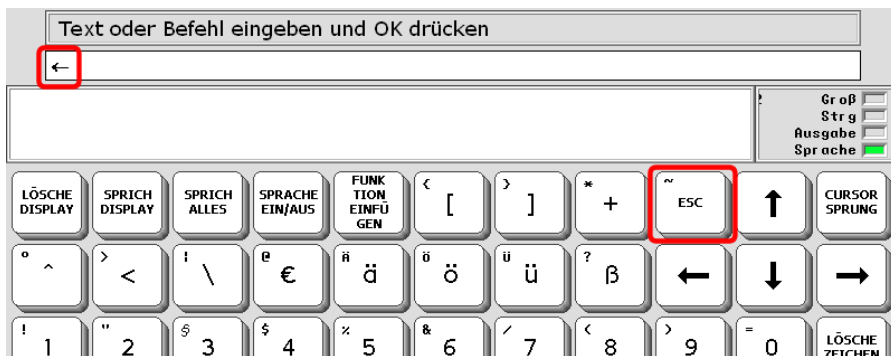 Text oder Befehl eingeben und OK drücken
←
Groß
Strg
Ausgabe
Sprache
LÖSCHE DISPLAY
SPRICH DISPLAY
SPRICH ALLES
SPRACHE EIN/AUS
FUNK TION EINFÜ GEN
( [
) ]
* +
~ ESC
↑
CURSOR SPRUNG
° ^
> <
¦ \
@ €
Ä ä
Ö ö
Ü ü
? ß
←
↓
→
! 1
" 2
§ 3
$ 4
% 5
& 6
/ 7
( 8
) 9
= 0
LÖSCHE ZEICHEN